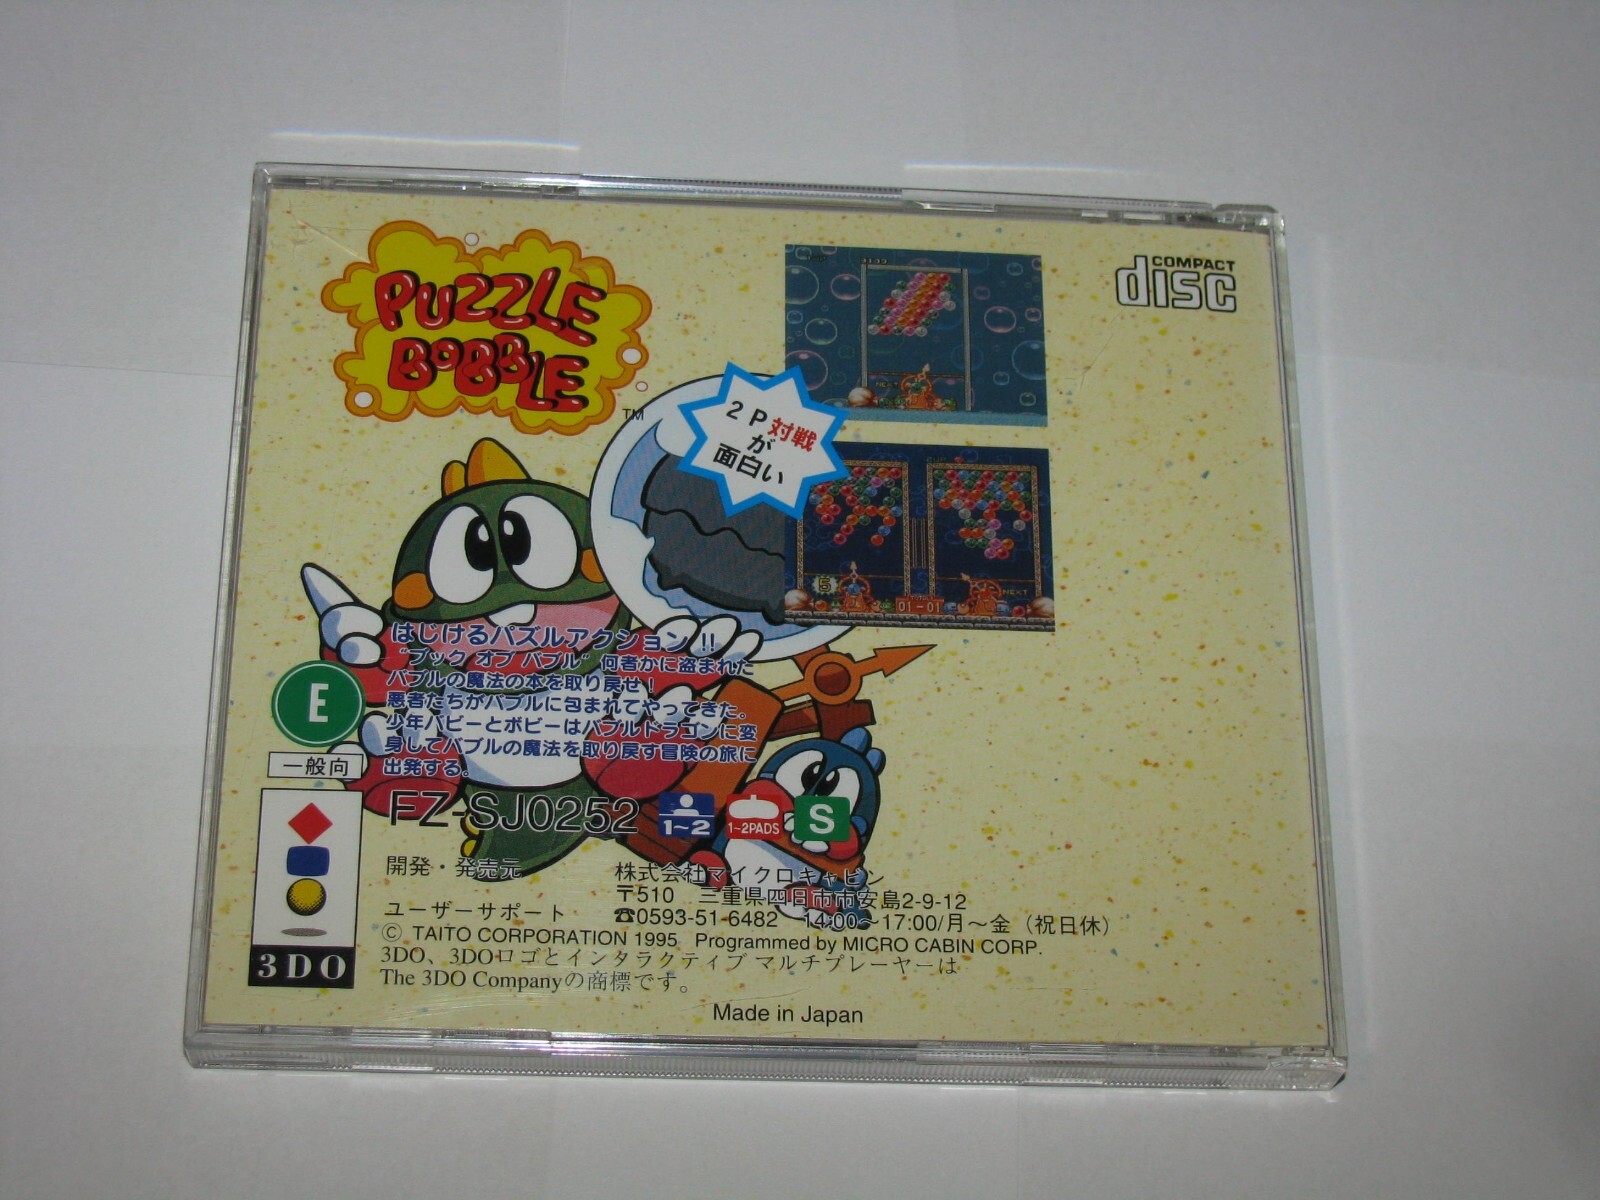 PUZZLE
BOBBLE
TM
COMPACT
disc
2P対戦
が
面白い
NEXT
NEXT
01-01
はじけるパズルアクション!!
“ブック オブ バブル”何者かに盗まれた
バブルの魔法の本を取り戻せ!
悪者たちがバブルに包まれてやってきた。
少年バビーとボビーはバブルドラゴンに変
身してバブルの魔法を取り戻す冒険の旅に
出発する。
E
一般向
FZ-SJ0252
1~2
1~2PADS
S
開発・発売元 株式会社マイクロキャビン
〒510 三重県四日市市安島2-9-12
ユーザーサポート ☎0593-51-6482 14:00~17:00/月~金(祝日休)
© TAITO CORPORATION 1995 Programmed by MICRO CABIN CORP.
3DO、3DOロゴとインタラクティブ マルチプレーヤーは
The 3DO Companyの商標です。
3DO
Made in Japan